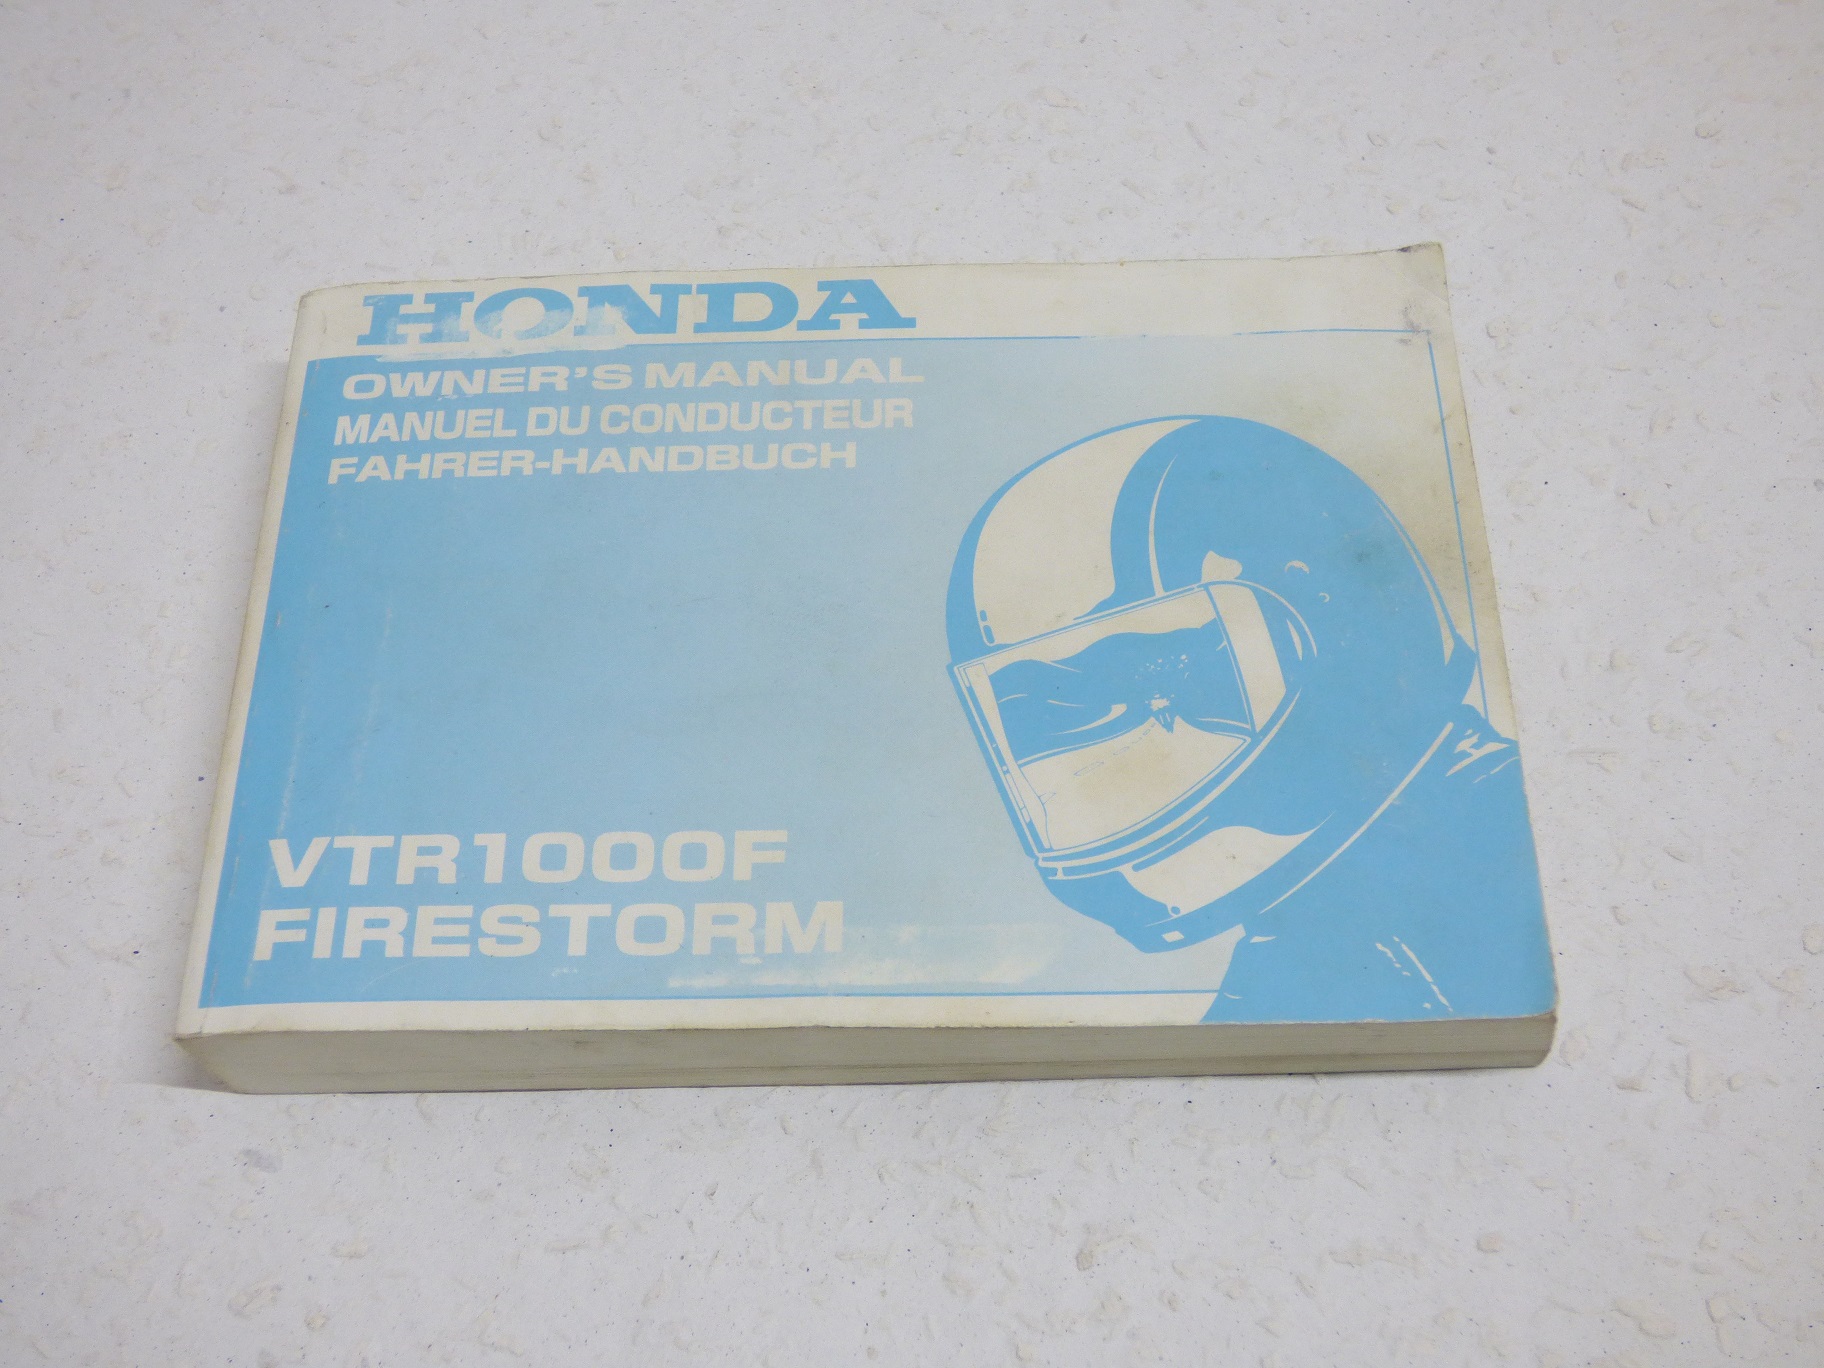 HONDA
OWNER'S MANUAL
MANUEL DU CONDUCTEUR
FAHRER-HANDBUCH
VTR1000F
FIRESTORM